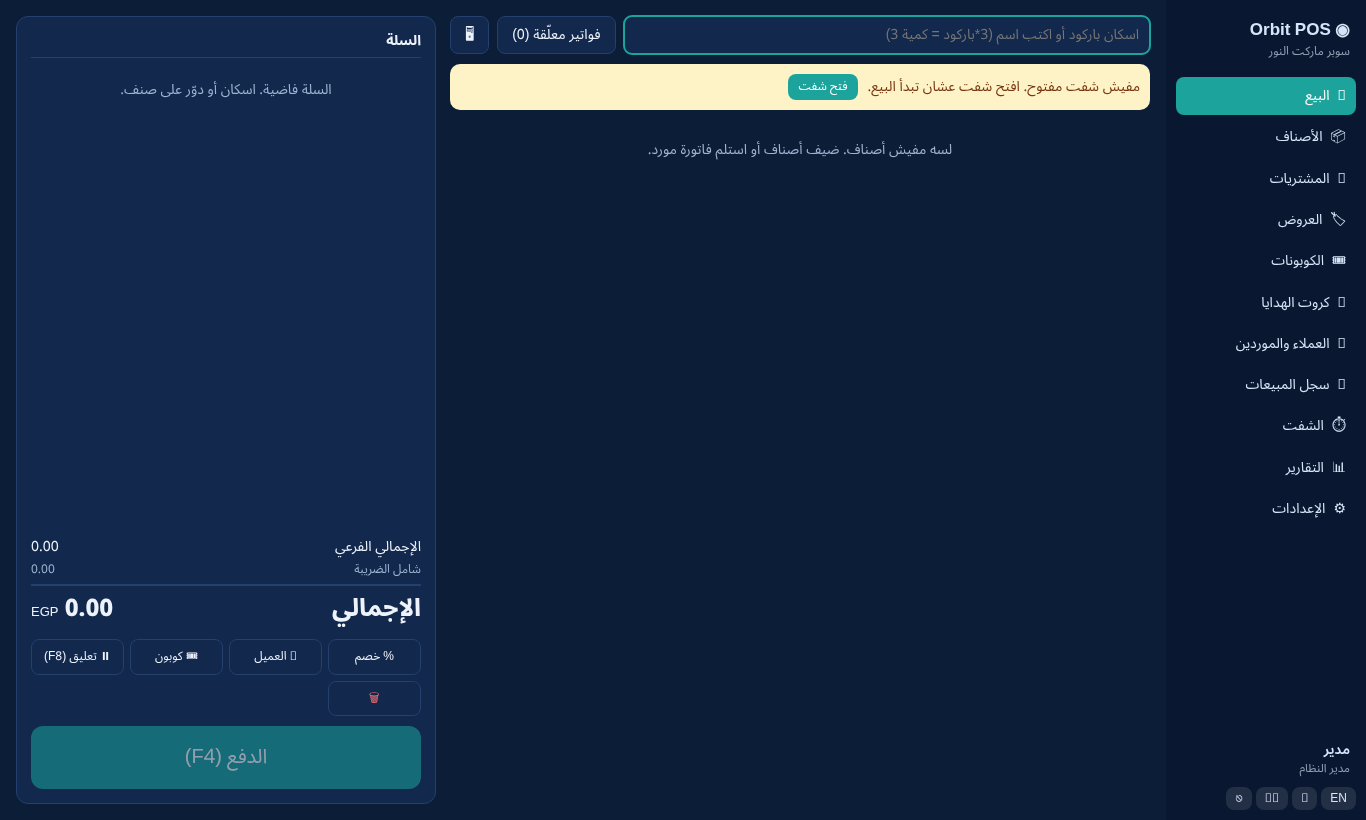 Orbit POS
سوبر ماركت النور
البيع
الأصناف
المشتريات
العروض
الكوبونات
كروت الهدايا
العملاء والموردين
سجل المبيعات
الشفت
التقارير
الإعدادات
مدير
مدير النظام
EN
اسكان باركود أو اكتب اسم (3*باركود = كمية 3)
فواتير معلّقة (0)
مفيش شفت مفتوح. افتح شفت عشان تبدأ البيع. فتح شفت
لسه مفيش أصناف. ضيف أصناف أو استلم فاتورة مورد.
السلة
السلة فاضية. اسكان أو دوّر على صنف.
الإجمالي الفرعي 0.00
شامل الضريبة 0.00
الإجمالي 0.00 EGP
% خصم
العميل
كوبون
تعليق (F8)
الدفع (F4)